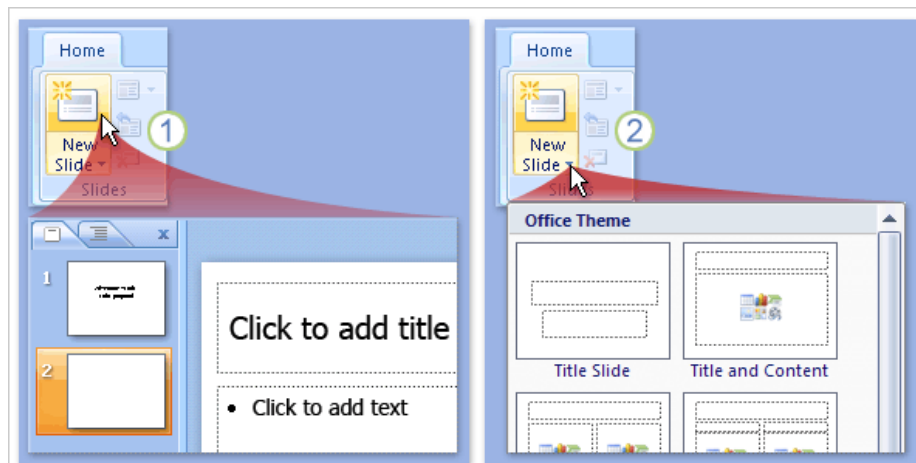 Home
New
Slide
Slides
1
1
2
Click to add title
Click to add text
Home
New
Slide
2
Office Theme
Title Slide
Title and Content